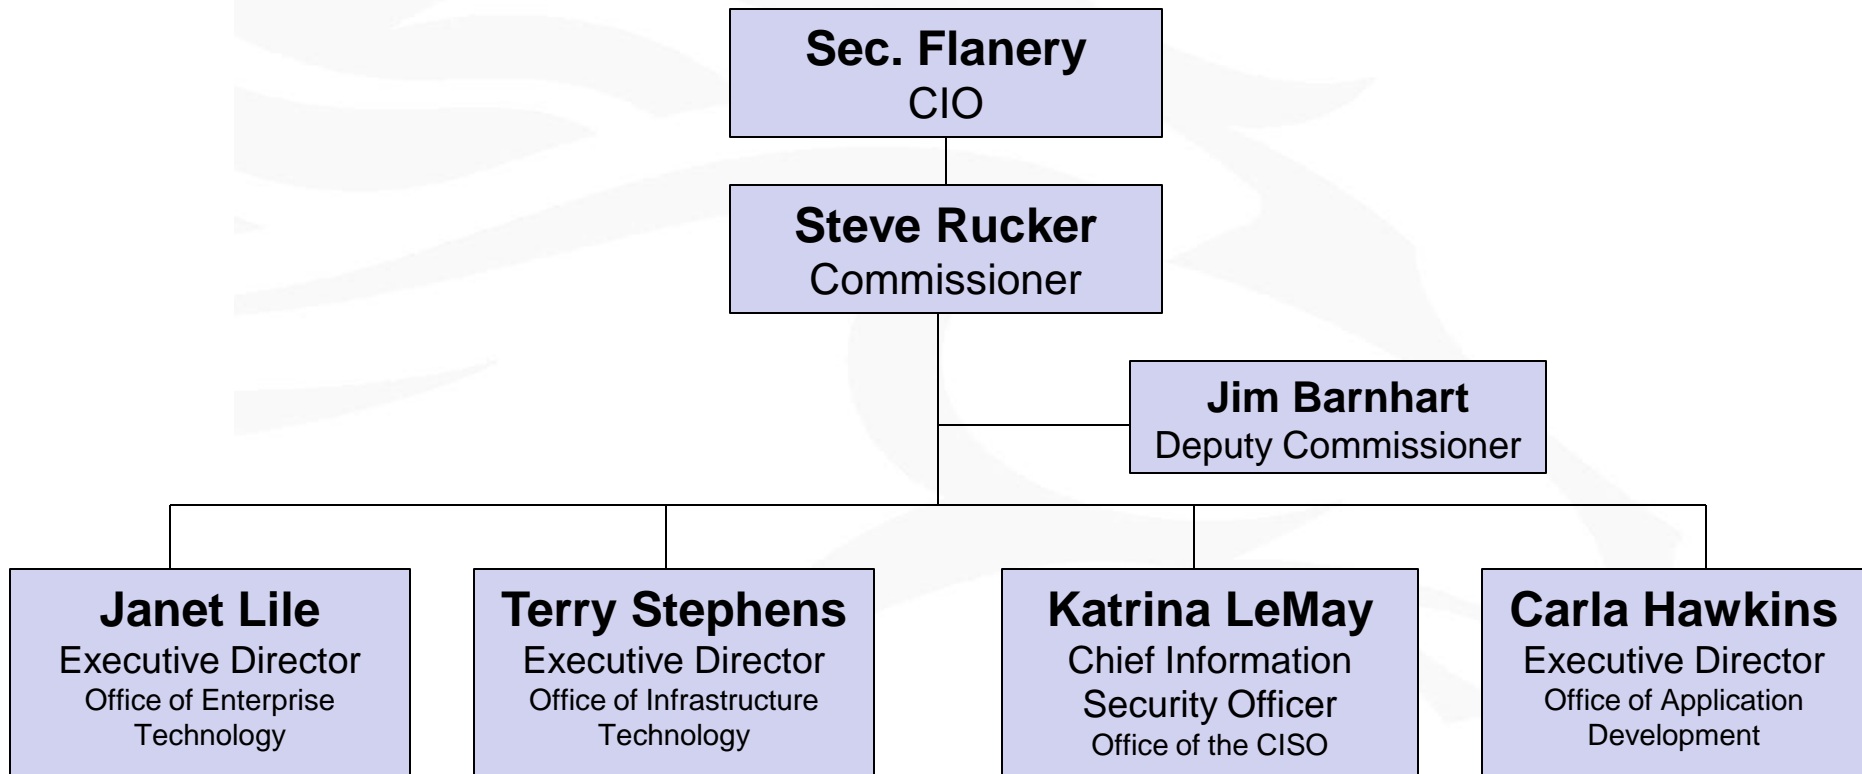 Sec. Flanery
CIO
Steve Rucker
Commissioner
Jim Barnhart
Deputy Commissioner
Janet Lile
Executive Director
Office of Enterprise
Technology
Terry Stephens
Executive Director
Office of Infrastructure
Technology
Katrina LeMay
Chief Information
Security Officer
Office of the CISO
Carla Hawkins
Executive Director
Office of Application
Development